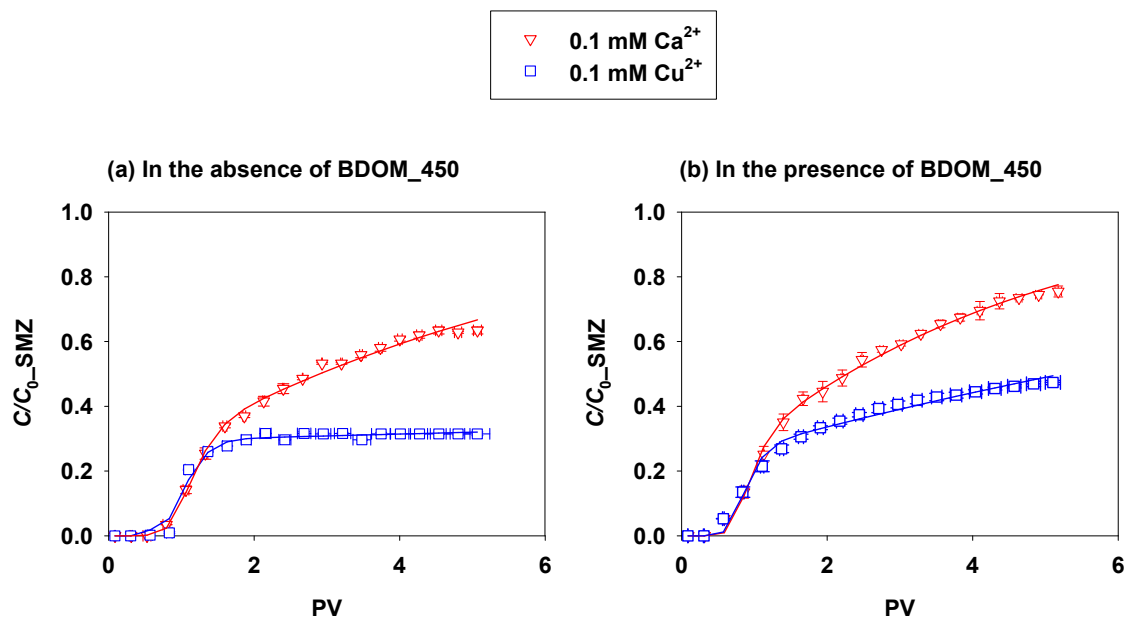 0.1 mM Ca²⁺
0.1 mM Cu²⁺
(a) In the absence of BDOM_450
(b) In the presence of BDOM_450
C/C₀_SMZ
1.0
0.8
0.6
0.4
0.2
0.0
0 2 4 6
PV
C/C₀_SMZ
1.0
0.8
0.6
0.4
0.2
0.0
0 2 4 6
PV